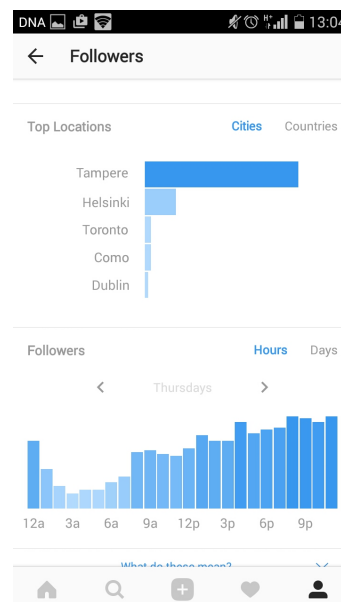 DNA H+ 13:04
Followers
Top Locations Cities Countries
Tampere
Helsinki
Toronto
Como
Dublin
Followers Hours Days
Thursdays
12a 3a 6a 9a 12p 3p 6p 9p
What do these mean?